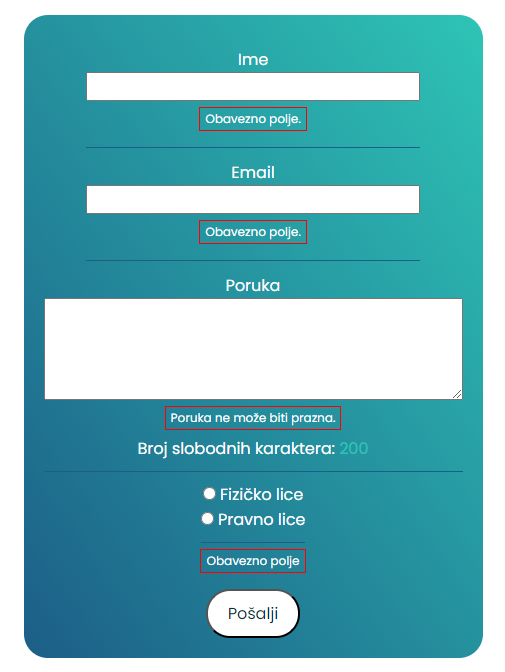 Ime
Obavezno polje.
Email
Obavezno polje.
Poruka
Poruka ne može biti prazna.
Broj slobodnih karaktera: 200
Fizičko lice
Pravno lice
Obavezno polje
Pošalji